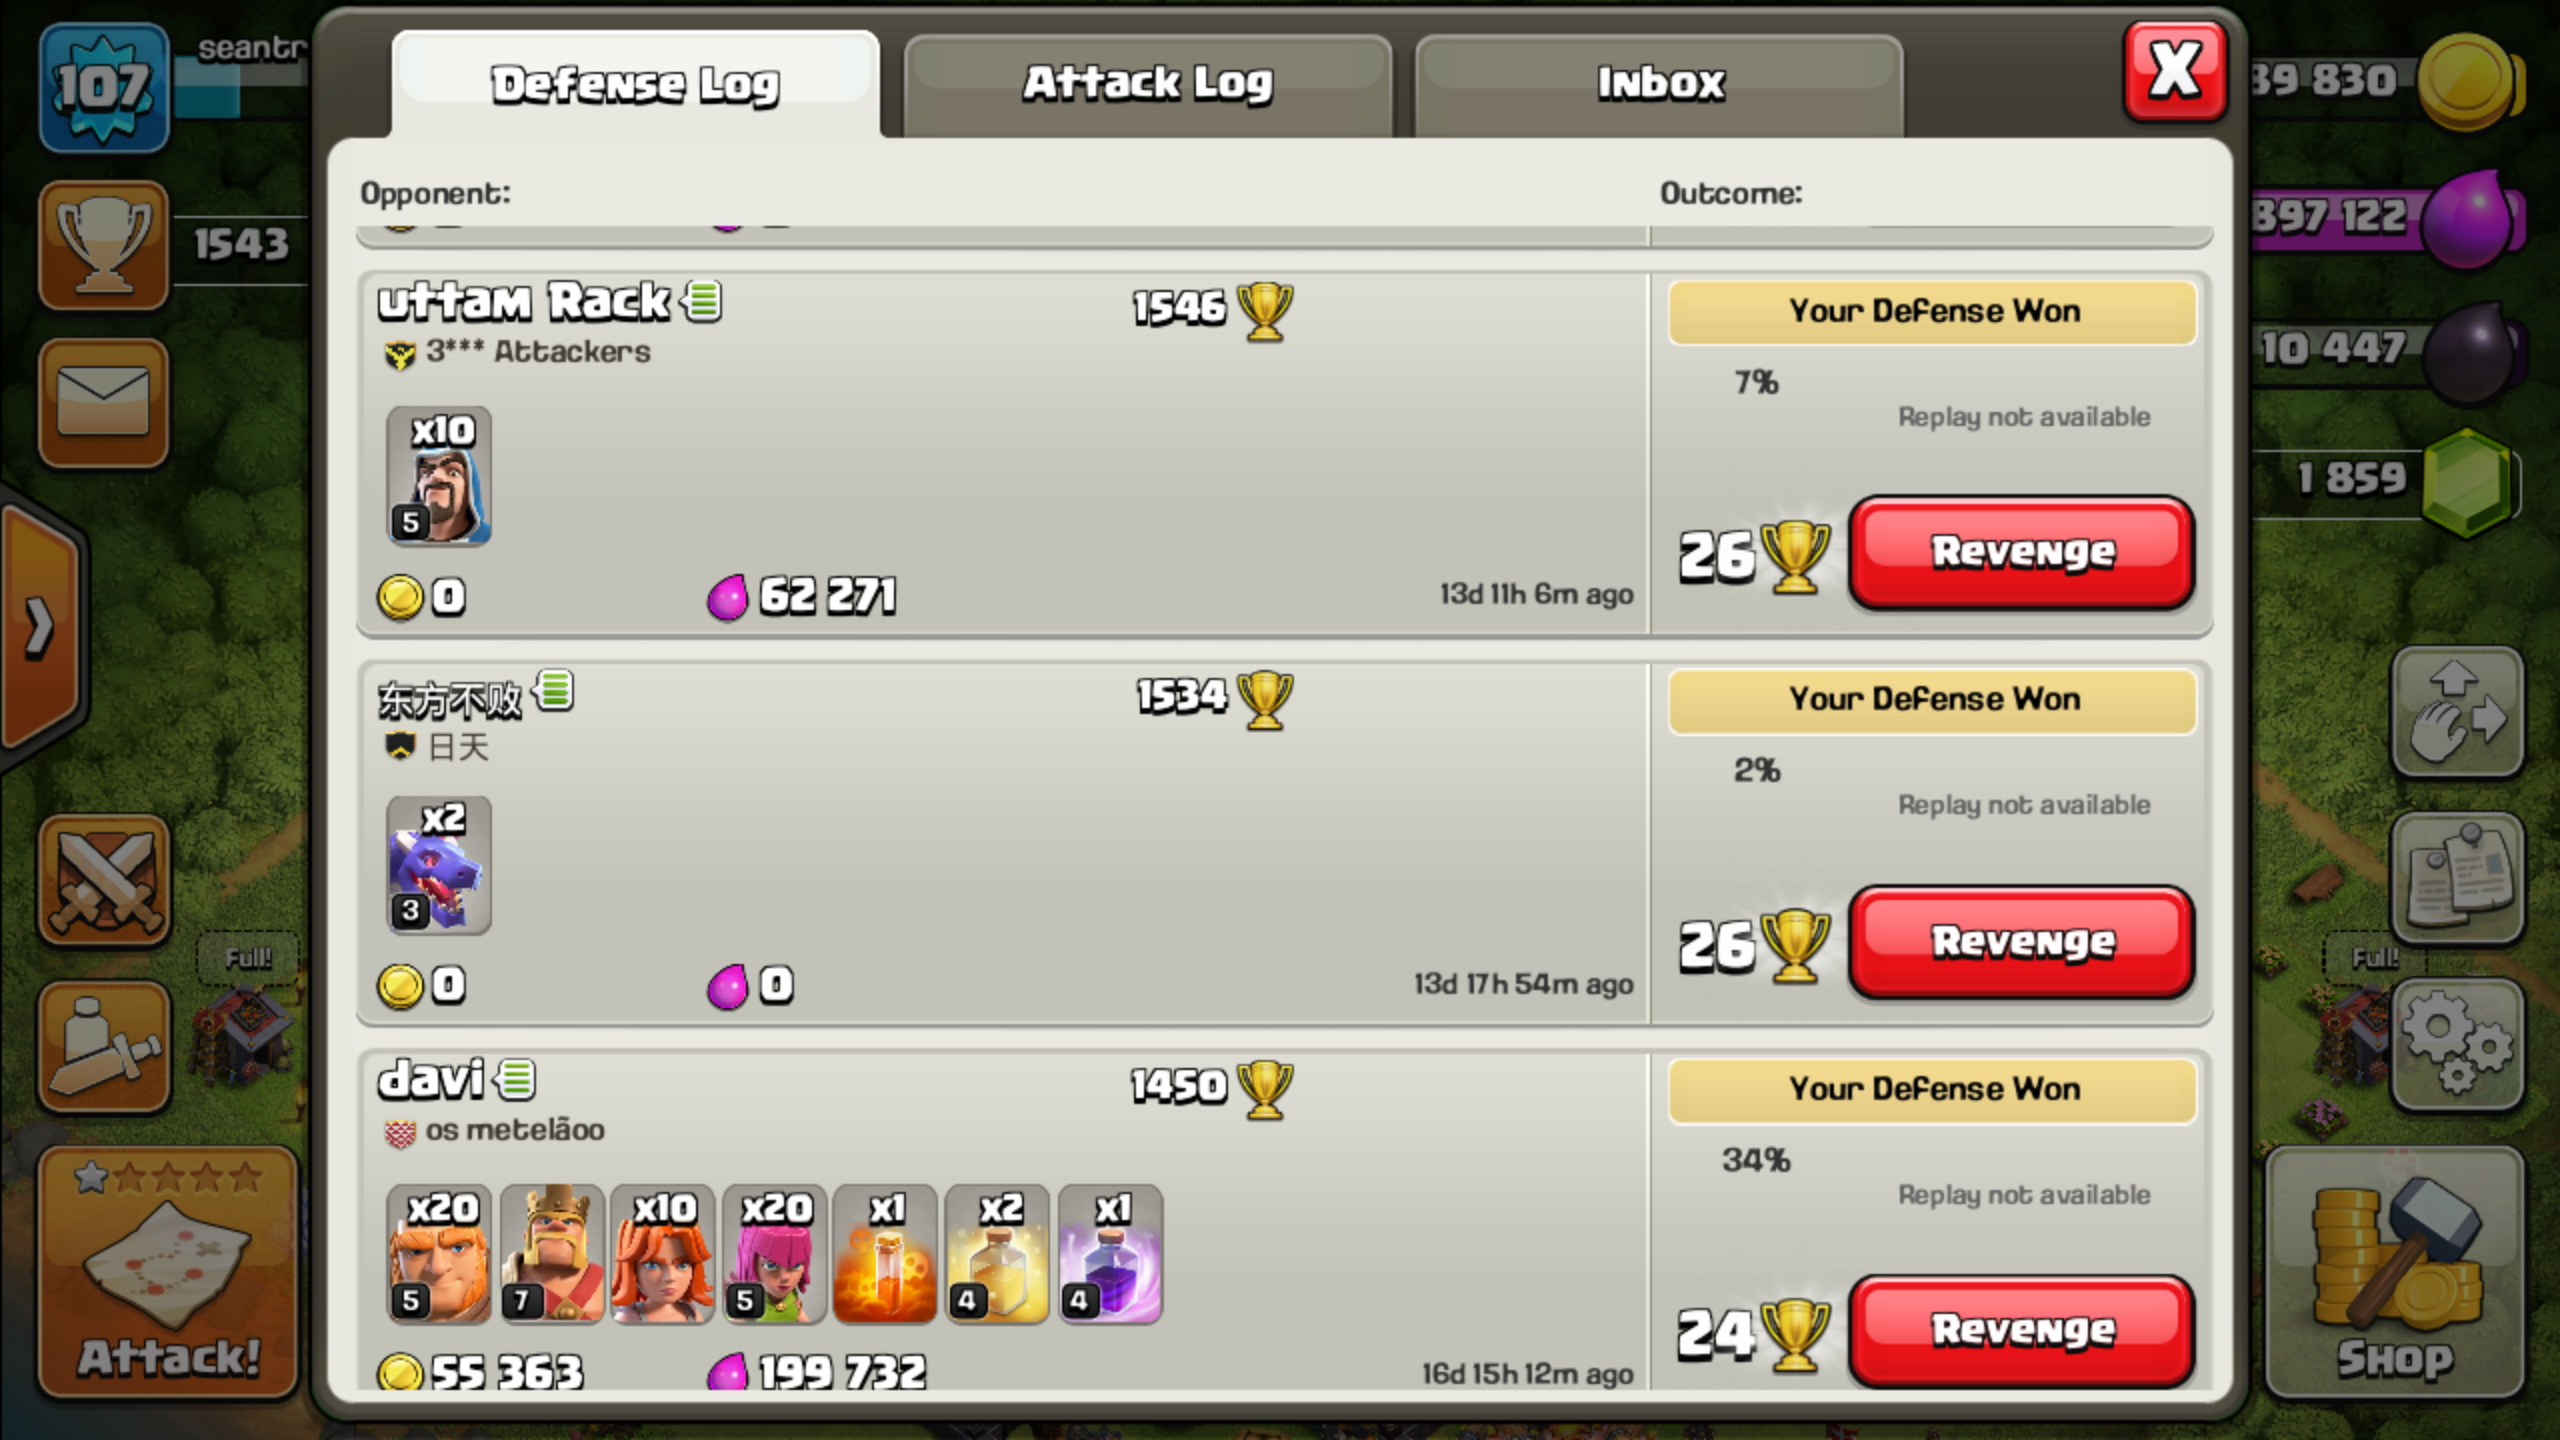 107
seantr
Defense Log
Attack Log
Inbox
X
39 830
1543
Opponent:
Outcome:
897 122
uttam Rack
1546
Your Defense Won
3*** Attackers
7%
Replay not available
10 447
x10
5
1 859
26
Revenge
0
62 271
13d 11h 6m ago
东方不败
1534
Your Defense Won
日天
2%
Replay not available
x2
3
26
Revenge
0
0
13d 17h 54m ago
Full!
Full!
davi
1450
Your Defense Won
os metelãoo
34%
Replay not available
x20
x10
x20
x1
x2
x1
5
7
5
4
4
24
Revenge
55 363
199 732
16d 15h 12m ago
Attack!
Shop